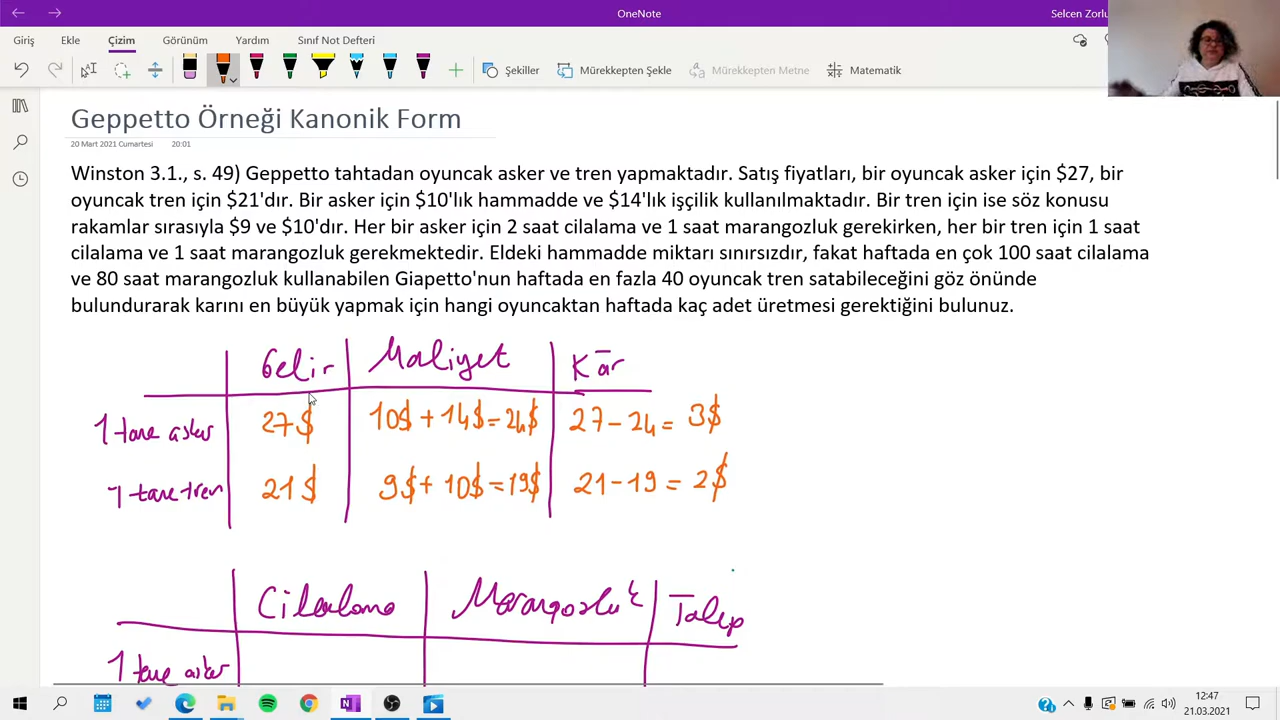 OneNote
Selcen Zorlu
Giriş Ekle Çizim Görünüm Yardım Sınıf Not Defteri
Şekiller Mürekkepten Şekle Mürekkepten Metne Matematik
Geppetto Örneği Kanonik Form
20 Mart 2021 Cumartesi 20:01
Winston 3.1., s. 49) Geppetto tahtadan oyuncak asker ve tren yapmaktadır. Satış fiyatları, bir oyuncak asker için $27, bir
oyuncak tren için $21'dır. Bir asker için $10'lık hammadde ve $14'lık işçilik kullanılmaktadır. Bir tren için ise söz konusu
rakamlar sırasıyla $9 ve $10'dır. Her bir asker için 2 saat cilalama ve 1 saat marangozluk gerekirken, her bir tren için 1 saat
cilalama ve 1 saat marangozluk gerekmektedir. Eldeki hammadde miktarı sınırsızdır, fakat haftada en çok 100 saat cilalama
ve 80 saat marangozluk kullanabilen Giapetto'nun haftada en fazla 40 oyuncak tren satabileceğini göz önünde
bulundurarak karını en büyük yapmak için hangi oyuncaktan haftada kaç adet üretmesi gerektiğini bulunuz.
Gelir Maliyet Kâr
1 tane asker 27$ 10$ + 14$ = 24$ 27 - 24 = 3$
1 tane tren 21$ 9$ + 10$ = 19$ 21 - 19 = 2$
Cilalama Marangozluk Talep
1 tane asker
12:47
21.03.2021